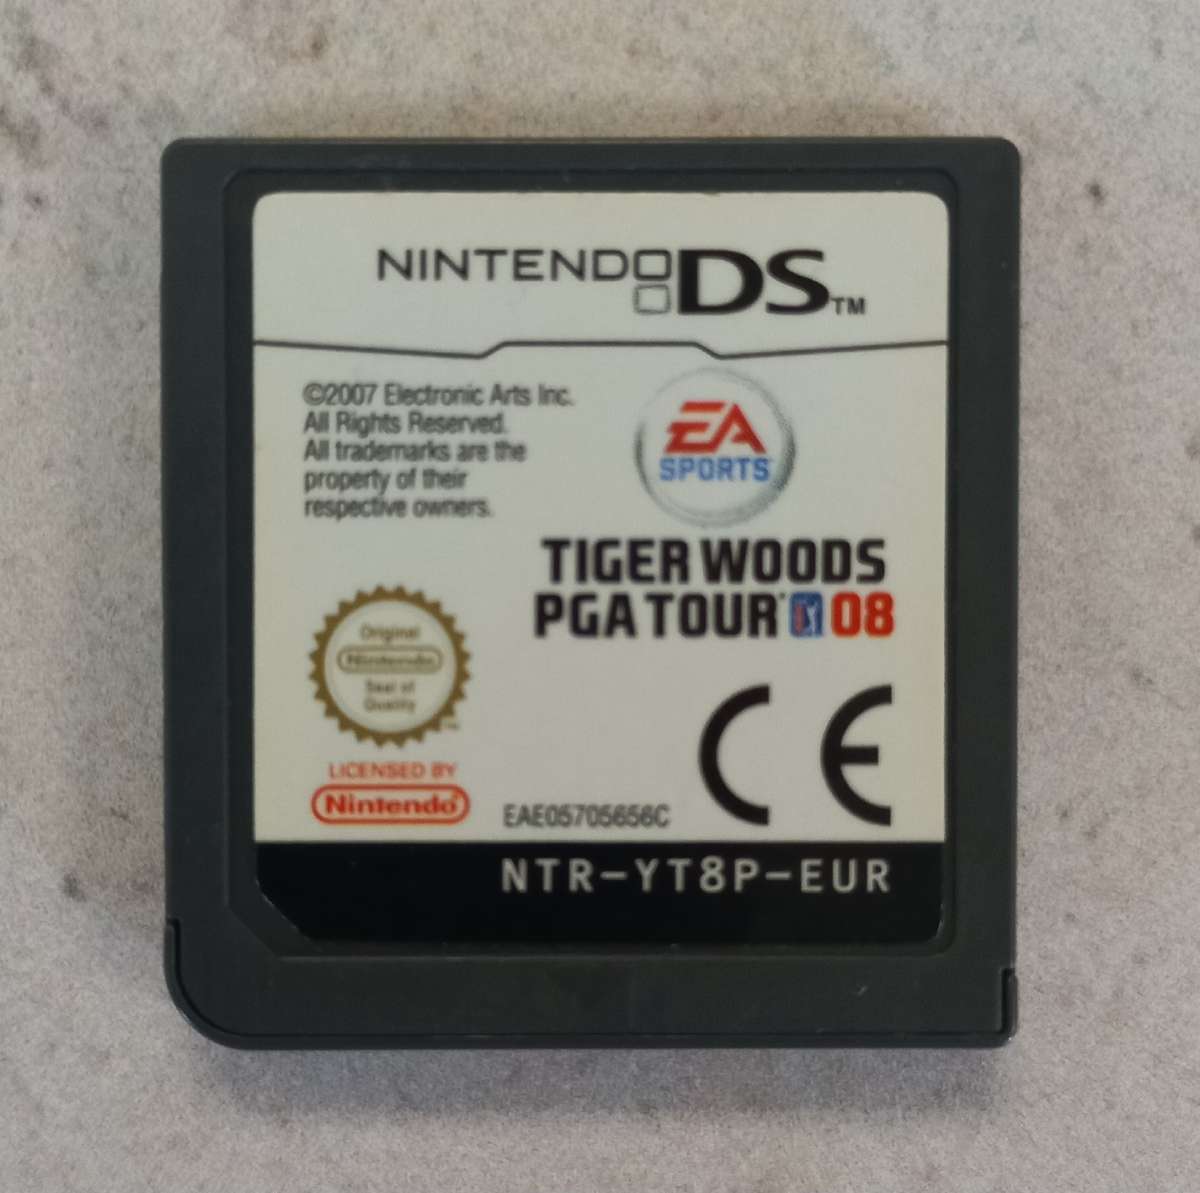 NINTENDO DS™
©2007 Electronic Arts Inc.
All Rights Reserved.
All trademarks are the
property of their
respective owners.
EA
SPORTS
TIGER WOODS
PGA TOUR 08
Original
Nintendo
Seal of
Quality
TM
LICENSED BY
Nintendo
EAE05705656C
CE
NTR-YT8P-EUR